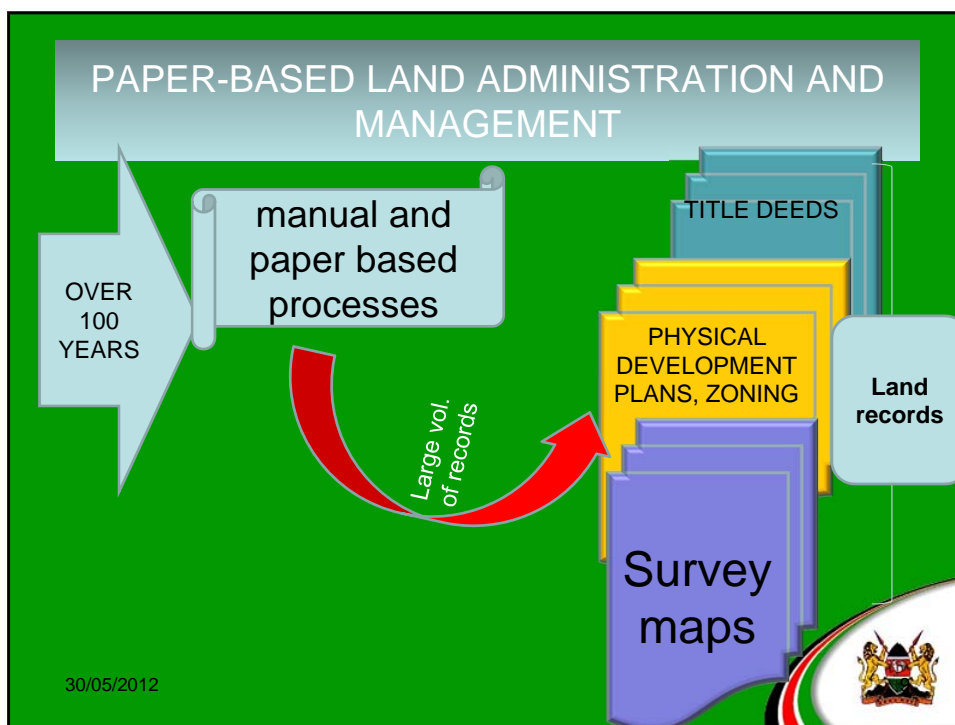 PAPER-BASED LAND ADMINISTRATION AND
MANAGEMENT
OVER
100
YEARS
manual and
paper based
processes
Large vol.
of records
TITLE DEEDS
PHYSICAL
DEVELOPMENT
PLANS, ZONING
Survey
maps
Land
records
30/05/2012